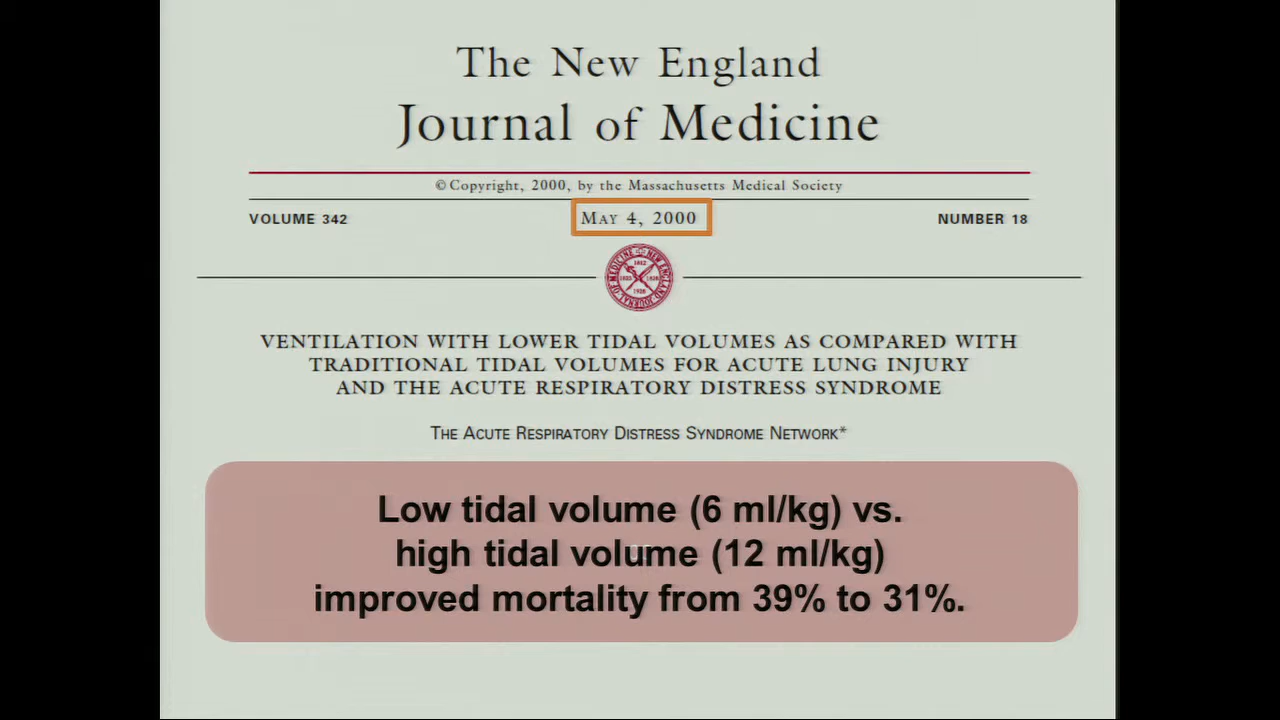 The New England
Journal of Medicine
© Copyright, 2000, by the Massachusetts Medical Society
VOLUME 342
MAY 4, 2000
NUMBER 18
VENTILATION WITH LOWER TIDAL VOLUMES AS COMPARED WITH
TRADITIONAL TIDAL VOLUMES FOR ACUTE LUNG INJURY
AND THE ACUTE RESPIRATORY DISTRESS SYNDROME
THE ACUTE RESPIRATORY DISTRESS SYNDROME NETWORK*
Low tidal volume (6 ml/kg) vs.
high tidal volume (12 ml/kg)
improved mortality from 39% to 31%.